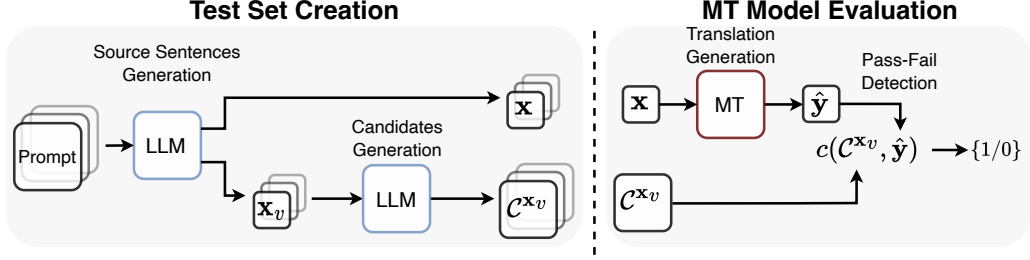 Test Set Creation
Source Sentences
Generation
Prompt
LLM
x
x_v
Candidates
Generation
LLM
𝒞^{x_v}
MT Model Evaluation
Translation
Generation
x
MT
ŷ
Pass-Fail
Detection
c(𝒞^{x_v}, ŷ)
{1/0}
𝒞^{x_v}